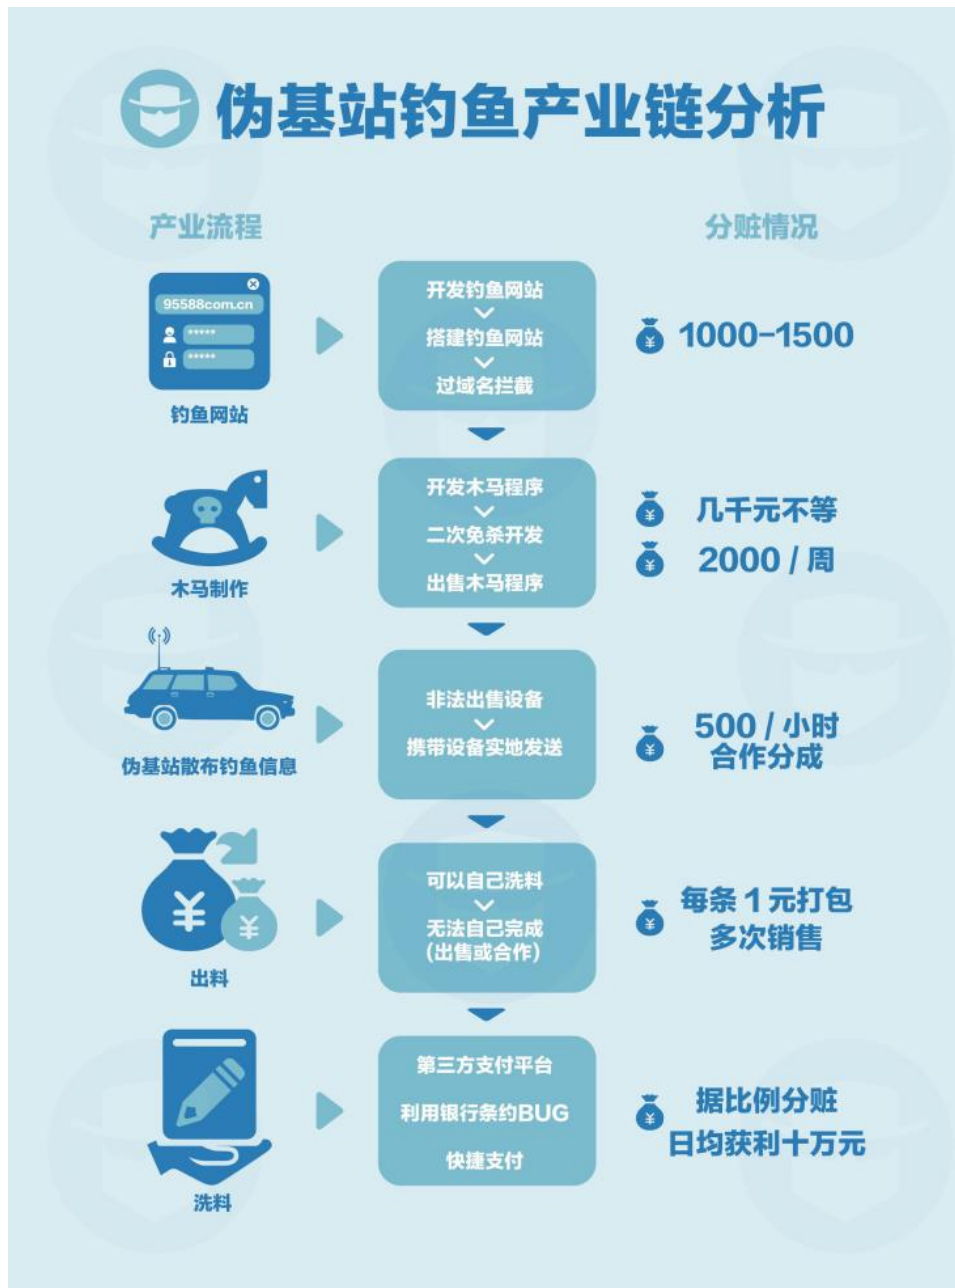 伪基站钓鱼产业链分析
产业流程
分赃情况
95588com.cn
*****
*****
钓鱼网站
开发钓鱼网站
搭建钓鱼网站
过域名拦截
¥
1000-1500
木马制作
开发木马程序
二次免杀开发
出售木马程序
¥
几千元不等
¥
2000 / 周
伪基站散布钓鱼信息
非法出售设备
携带设备实地发送
¥
500 / 小时
合作分成
¥
¥
出料
可以自己洗料
无法自己完成
(出售或合作)
¥
每条 1 元打包
多次销售
洗料
第三方支付平台
利用银行条约BUG
快捷支付
¥
据比例分赃
日均获利十万元